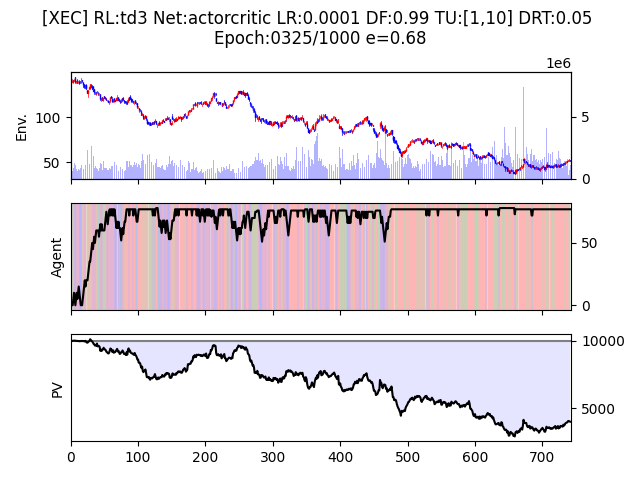 [XEC] RL:td3 Net:actorcritic LR:0.0001 DF:0.99 TU:[1,10] DRT:0.05
Epoch:0325/1000 e=0.68
1e6
Env.
100
50
5
0
Agent
50
0
PV
10000
5000
0 100 200 300 400 500 600 700